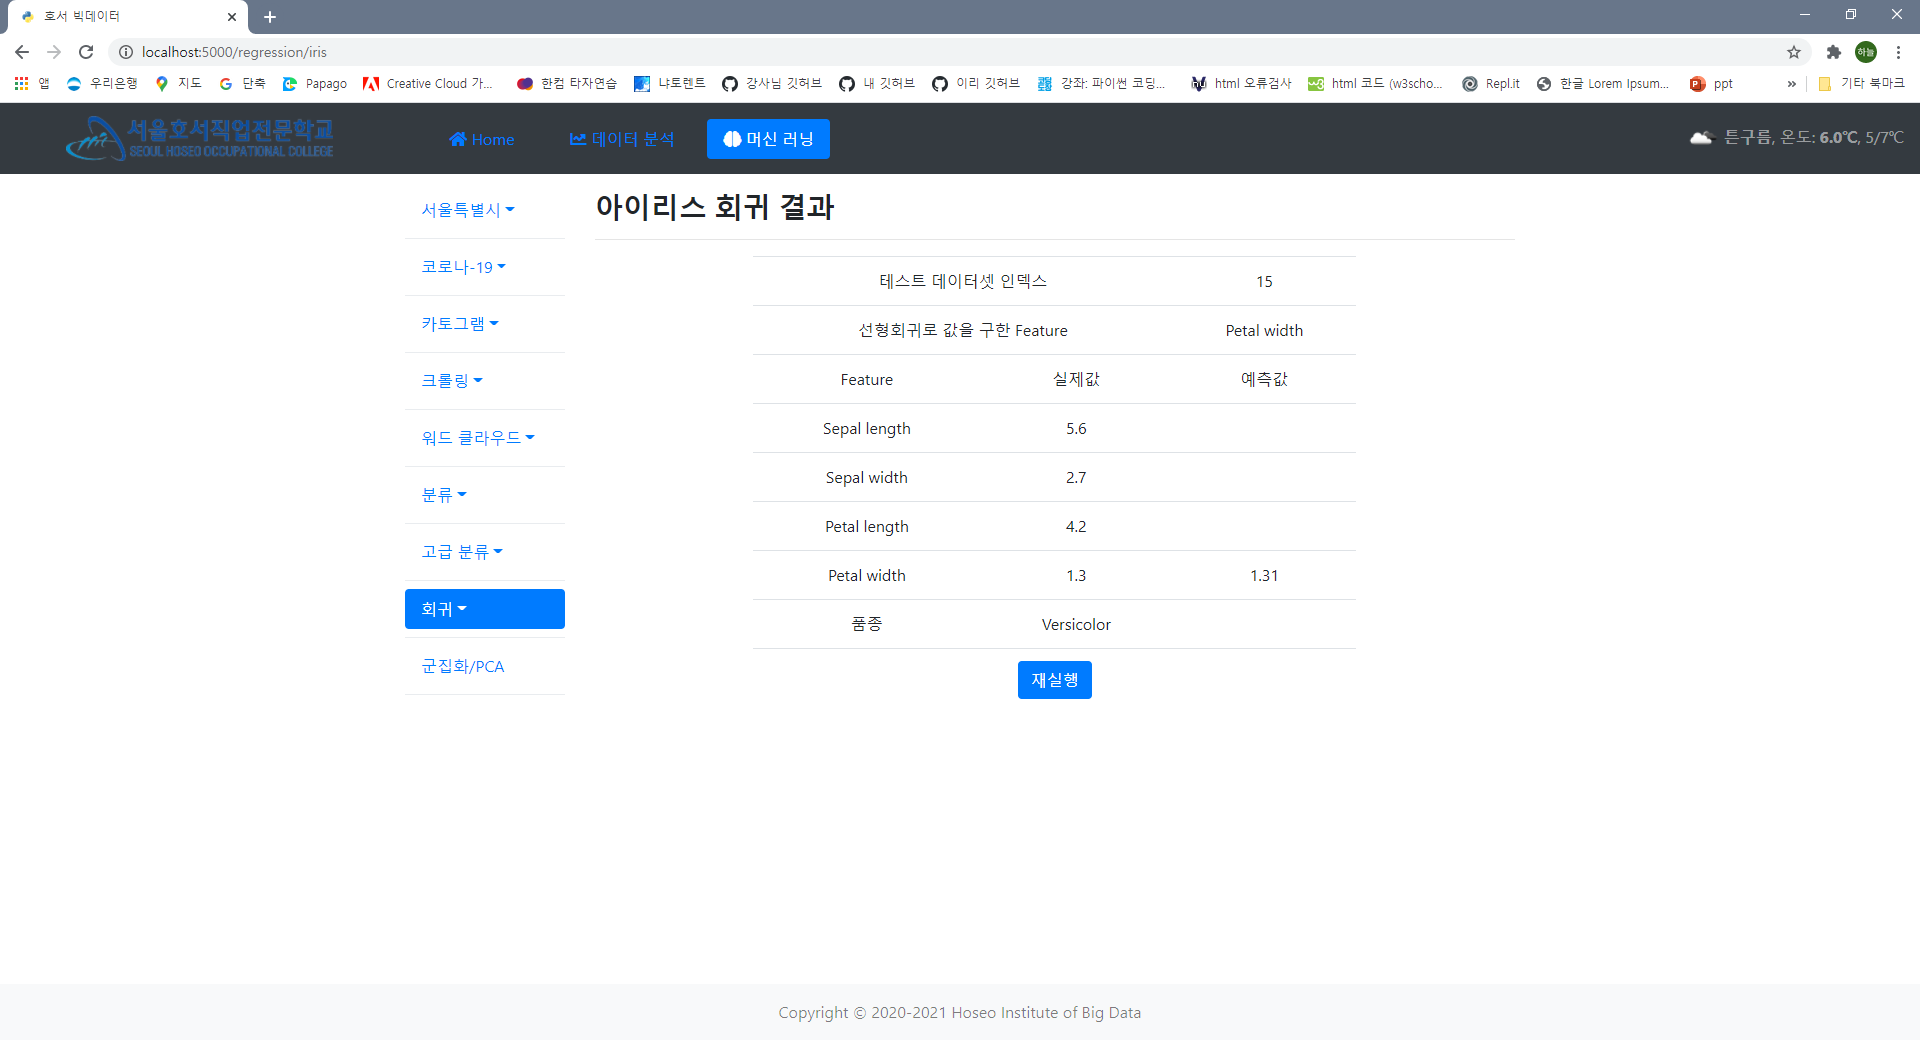 호서 빅데이터
localhost:5000/regression/iris
하늘
앱 우리은행 지도 단축 Papago Creative Cloud 가... 한컴 타자연습 냐토렌트 강사님 깃허브 내 깃허브 이리 깃허브 강좌: 파이썬 코딩... html 오류검사 html 코드 (w3scho... Repl.it 한글 Lorem Ipsum... ppt » 기타 북마크
서울호서직업전문학교
SEOUL HOSEO OCCUPATIONAL COLLEGE
Home 데이터 분석 머신 러닝
튼구름, 온도: 6.0℃, 5/7℃
서울특별시
코로나-19
카토그램
크롤링
워드 클라우드
분류
고급 분류
회귀
군집화/PCA
아이리스 회귀 결과
테스트 데이터셋 인덱스 15
선형회귀로 값을 구한 Feature Petal width
Feature 실제값 예측값
Sepal length 5.6
Sepal width 2.7
Petal length 4.2
Petal width 1.3 1.31
품종 Versicolor
재실행
Copyright © 2020-2021 Hoseo Institute of Big Data